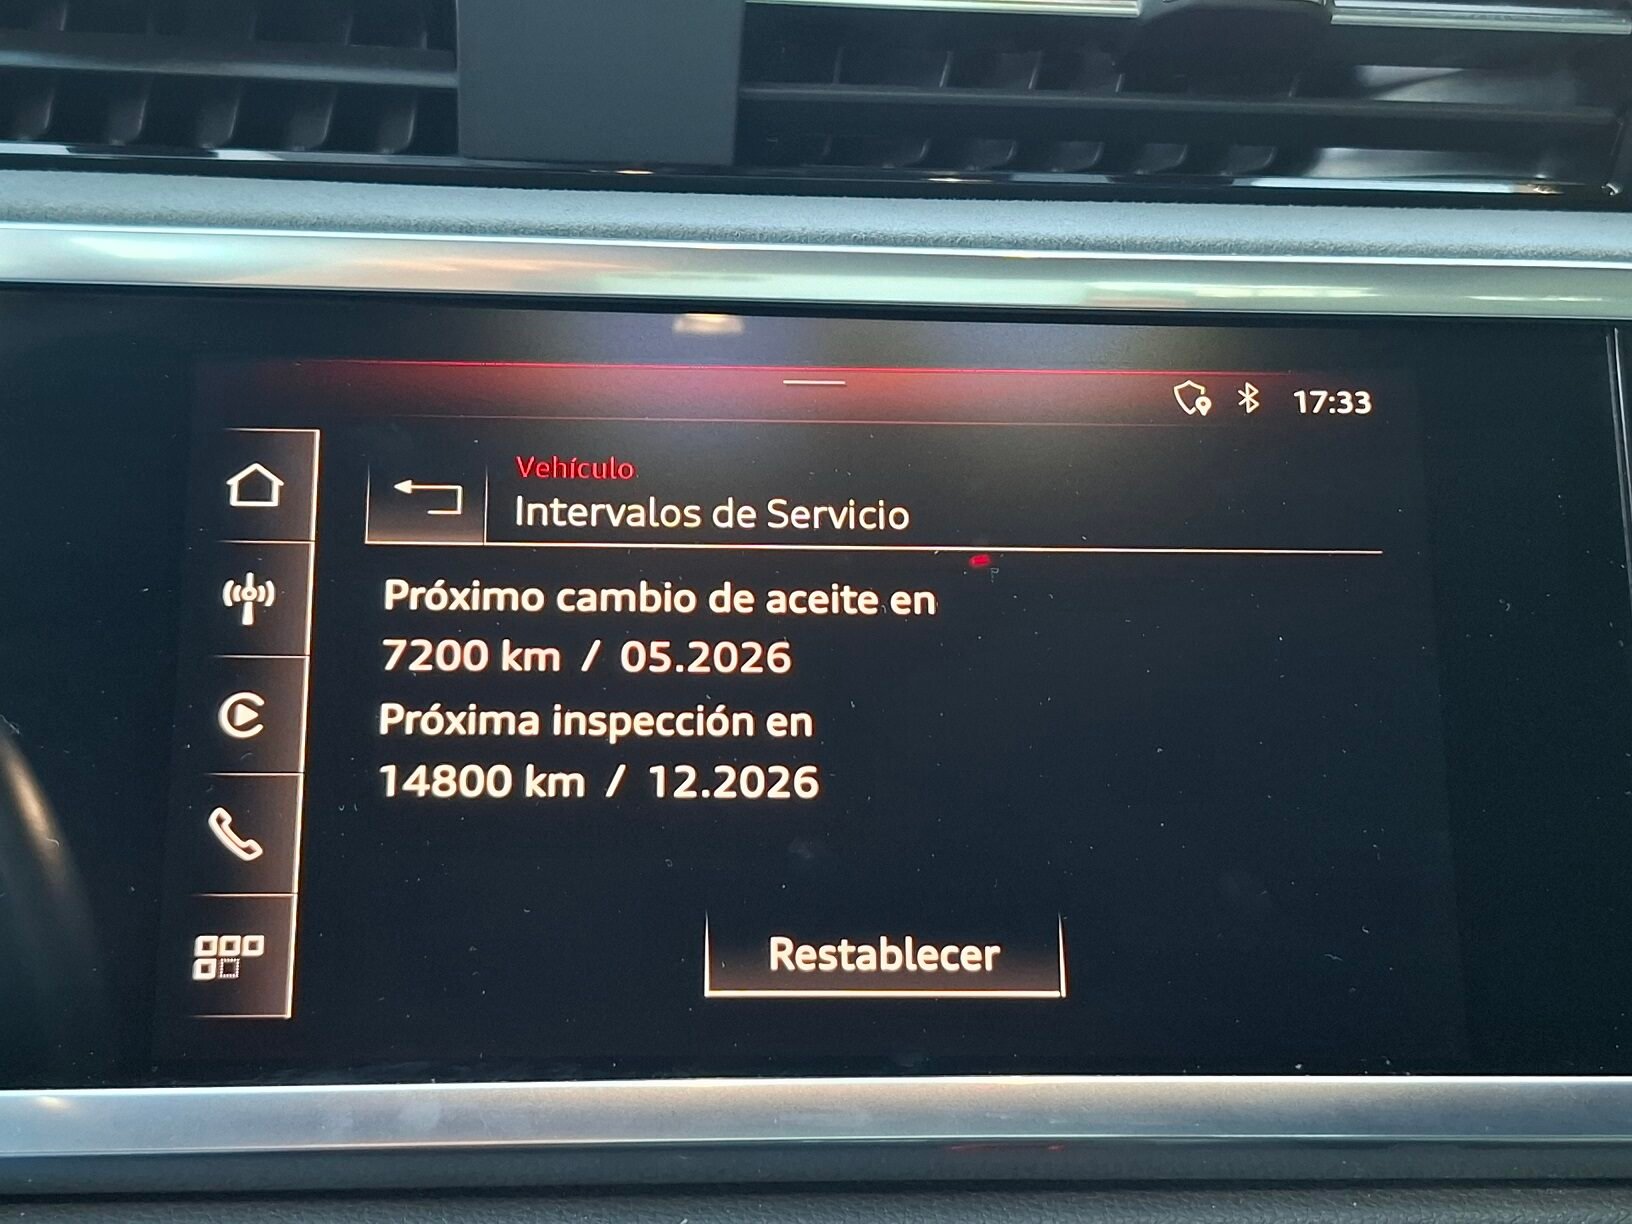 17:33
Vehículo
Intervalos de Servicio
Próximo cambio de aceite en
7200 km / 05.2026
Próxima inspección en
14800 km / 12.2026
Restablecer